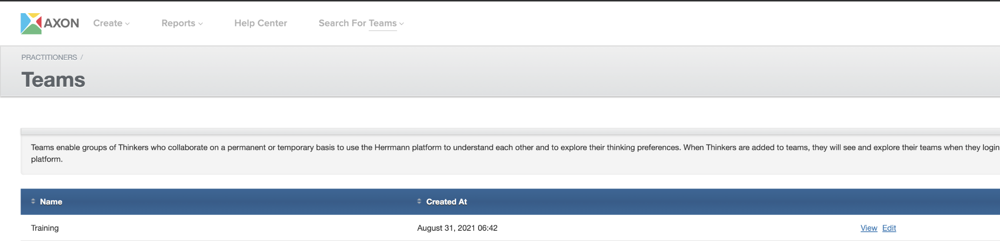 AXON Create Reports Help Center Search For Teams
PRACTITIONERS /
Teams
Teams enable groups of Thinkers who collaborate on a permanent or temporary basis to use the Herrmann platform to understand each other and to explore their thinking preferences. When Thinkers are added to teams, they will see and explore their teams when they login
platform.
Name Created At
Training August 31, 2021 06:42 View Edit